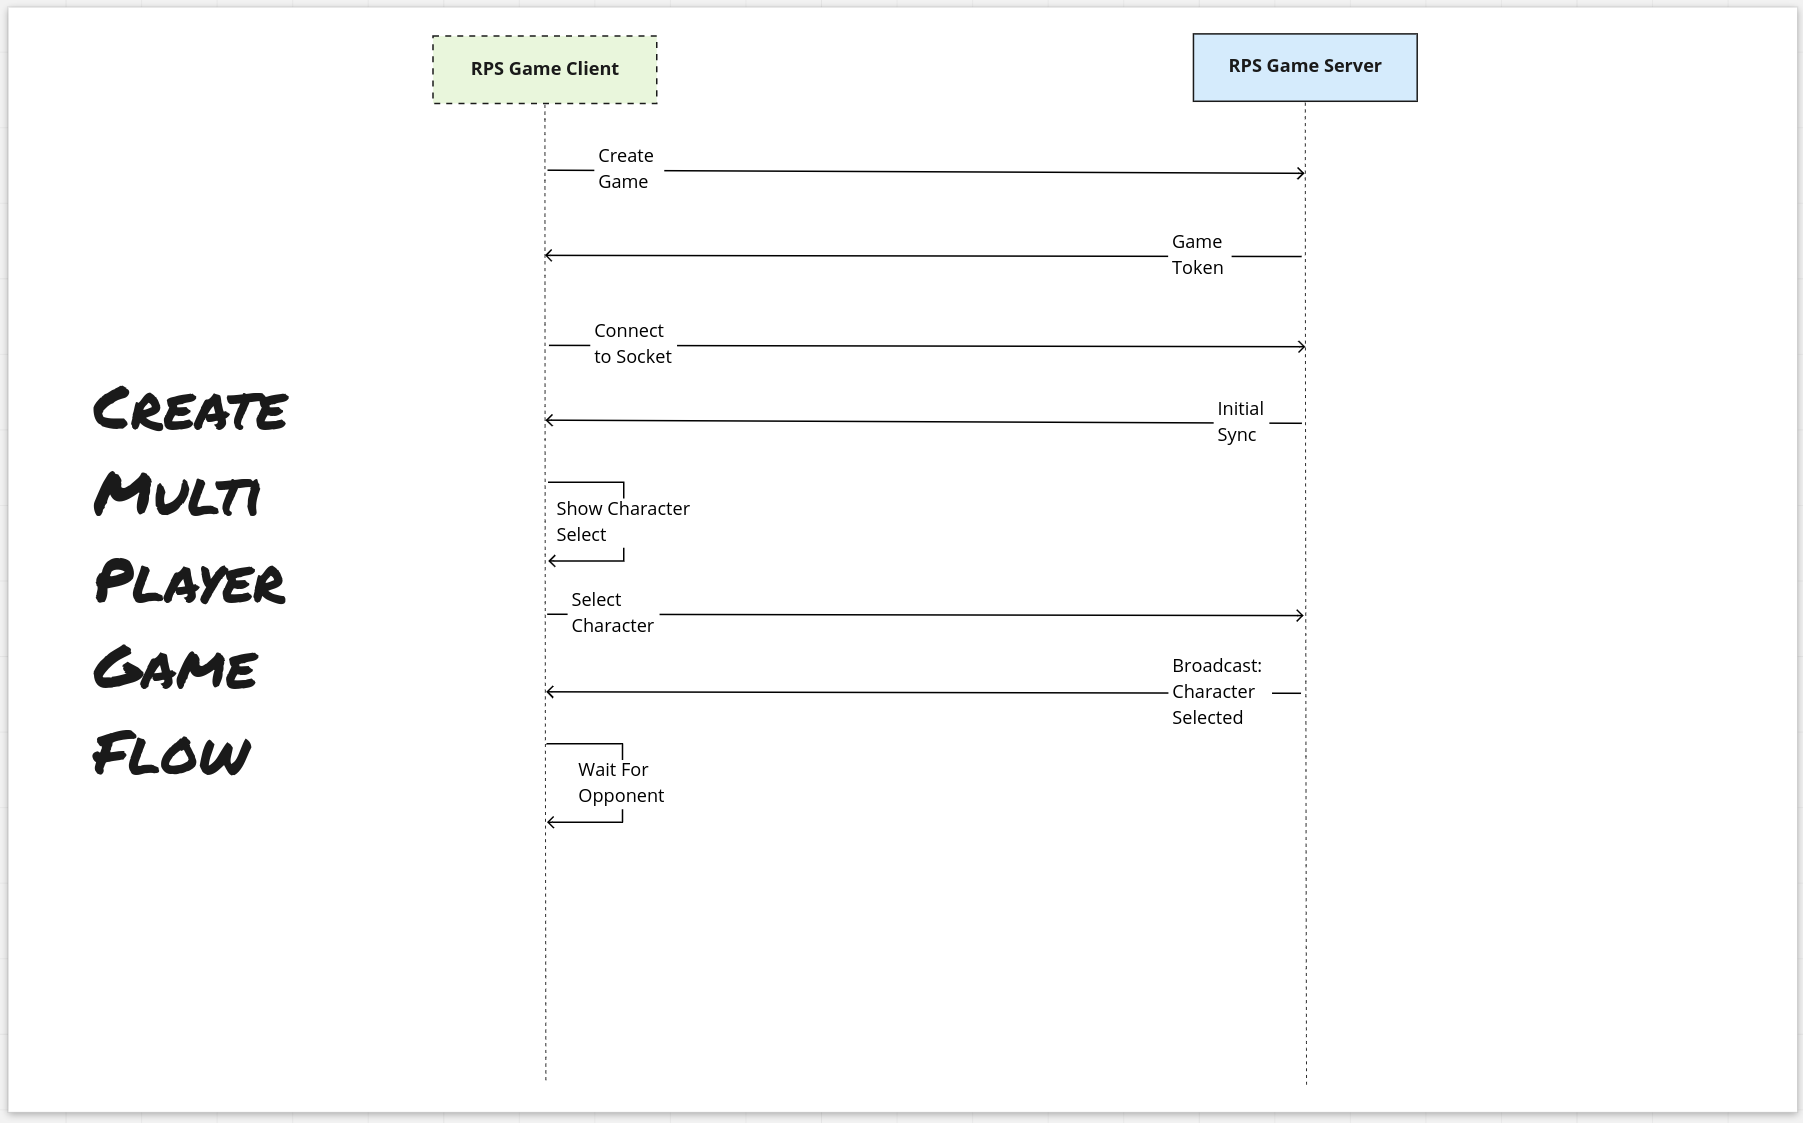 RPS Game Client
RPS Game Server
Create
Game
Game
Token
Connect
to Socket
Initial
Sync
Show Character
Select
Select
Character
Broadcast:
Character
Selected
Wait For
Opponent
Create
Multi
Player
Game
Flow